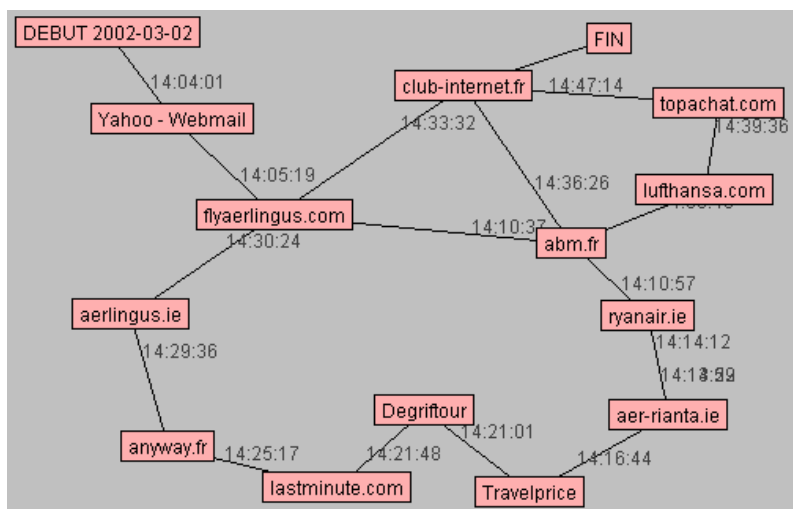 DEBUT 2002-03-02
FIN
14:04:01
club-internet.fr
14:47:14
topachat.com
Yahoo - Webmail
14:33:32
14:39:36
14:05:19
14:36:26
lufthansa.com
flyaerlingus.com
14:10:37
14:30:24
abm.fr
14:10:57
aerlingus.ie
ryanair.ie
14:29:36
14:14:12
Degriftour
aer-rianta.ie
14:21:01
anyway.fr
14:25:17
14:21:48
14:16:44
lastminute.com
Travelprice